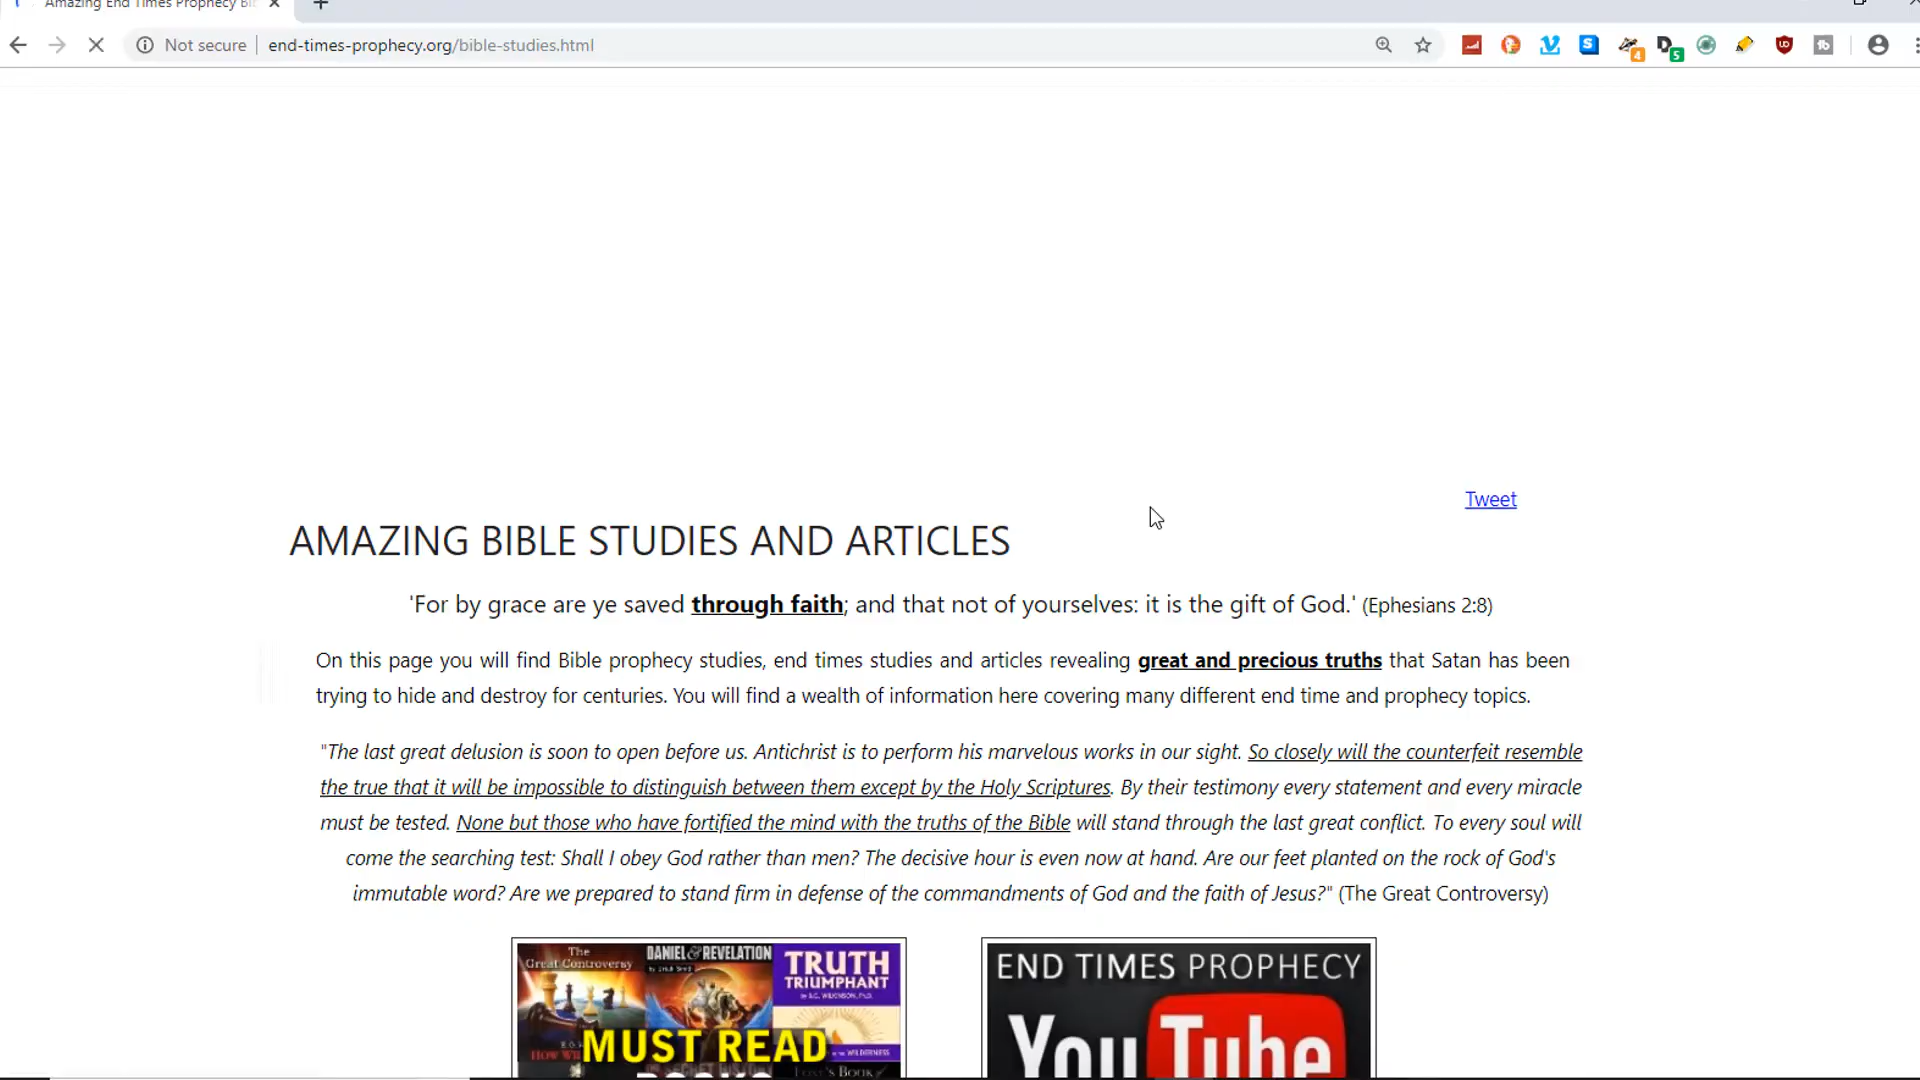 Amazing End Times Prophecy Bib
Not secure
end-times-prophecy.org/bible-studies.html
4
5
Tweet
AMAZING BIBLE STUDIES AND ARTICLES
'For by grace are ye saved through faith; and that not of yourselves: it is the gift of God.' (Ephesians 2:8)
On this page you will find Bible prophecy studies, end times studies and articles revealing great and precious truths that Satan has been
trying to hide and destroy for centuries. You will find a wealth of information here covering many different end time and prophecy topics.
"The last great delusion is soon to open before us. Antichrist is to perform his marvelous works in our sight. So closely will the counterfeit resemble
the true that it will be impossible to distinguish between them except by the Holy Scriptures. By their testimony every statement and every miracle
must be tested. None but those who have fortified the mind with the truths of the Bible will stand through the last great conflict. To every soul will
come the searching test: Shall I obey God rather than men? The decisive hour is even now at hand. Are our feet planted on the rock of God's
immutable word? Are we prepared to stand firm in defense of the commandments of God and the faith of Jesus?" (The Great Controversy)
The
Great Controversy
DANIEL & REVELATION
TRUTH
TRIUMPHANT
WILDERNESS
MUST READ
END TIMES PROPHECY
YouTube